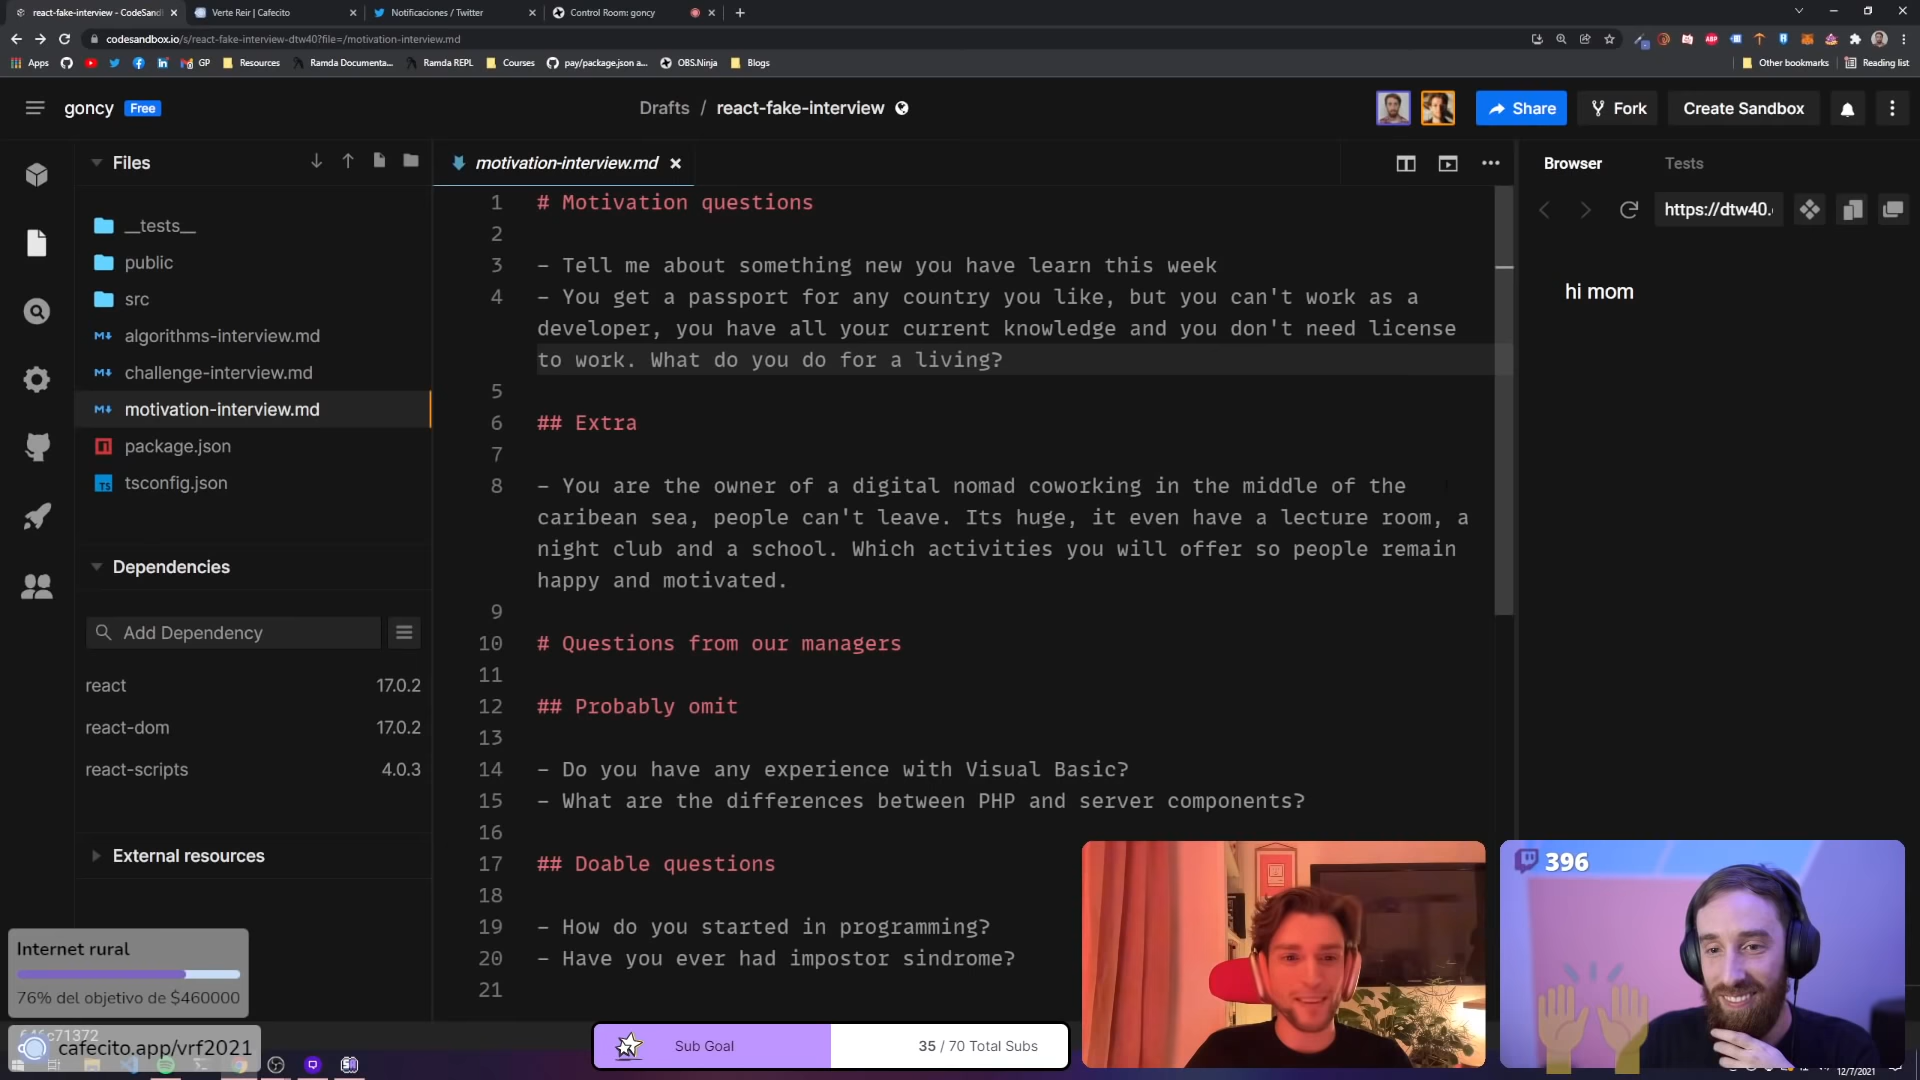 react-fake-interview - CodeSand
Verte Reir | Cafecito
Notificaciones / Twitter
Control Room: goncy
codesandbox.io/s/react-fake-interview-dtw40?file=/motivation-interview.md
Apps
GP
Resources
Ramda Documenta...
Ramda REPL
Courses
pay/package.json a...
OBS.Ninja
Blogs
Other bookmarks
Reading list
goncy
Free
Drafts / react-fake-interview
Share
Fork
Create Sandbox
Files
motivation-interview.md
Browser
Tests
https://dtw40.
hi mom
__tests__
public
src
algorithms-interview.md
challenge-interview.md
motivation-interview.md
package.json
tsconfig.json
Dependencies
Add Dependency
react 17.0.2
react-dom 17.0.2
react-scripts 4.0.3
External resources
1 # Motivation questions
2
3 - Tell me about something new you have learn this week
4 - You get a passport for any country you like, but you can't work as a
developer, you have all your current knowledge and you don't need license
to work. What do you do for a living?
5
6 ## Extra
7
8 - You are the owner of a digital nomad coworking in the middle of the
caribean sea, people can't leave. Its huge, it even have a lecture room, a
night club and a school. Which activities you will offer so people remain
happy and motivated.
9
10 # Questions from our managers
11
12 ## Probably omit
13
14 - Do you have any experience with Visual Basic?
15 - What are the differences between PHP and server components?
16
17 ## Doable questions
18
19 - How do you started in programming?
20 - Have you ever had impostor sindrome?
21
396
Internet rural
76% del objetivo de $460000
cafecito.app/vrf2021
Sub Goal
35 / 70 Total Subs
12/7/2021